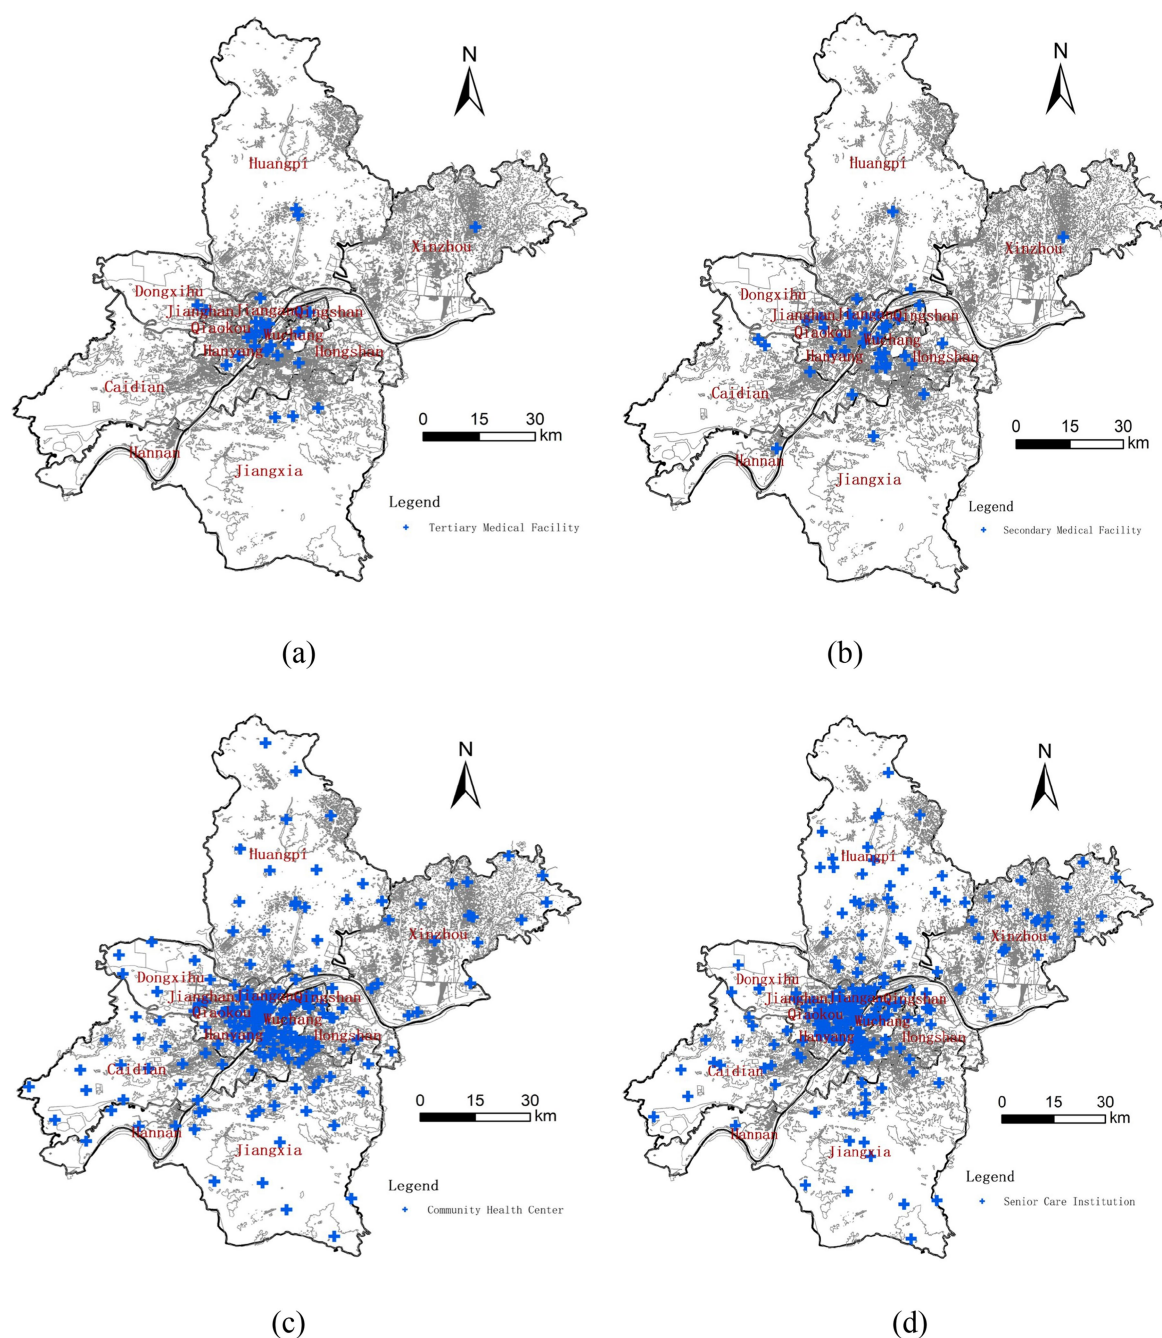 N
Huangpi
Xinzhou
Dongxihu
Jianghan
Jiangan
Qingshan
Qiaokou
Wuchang
Hanyang
Hongshan
Caidian
0 15 30
km
Hannan
Jiangxia
Legend
Tertiary Medical Facility
(a)
N
Huangpi
Xinzhou
Dongxihu
Jianghan
Jiangan
Qingshan
Qiaokou
Wuchang
Hanyang
Hongshan
Caidian
0 15 30
km
Hannan
Jiangxia
Legend
Secondary Medical Facility
(b)
N
Huangpi
Xinzhou
Dongxihu
Jianghan
Jiangan
Qingshan
Qiaokou
Wuchang
Hanyang
Hongshan
Caidian
0 15 30
km
Hannan
Jiangxia
Legend
Community Health Center
(c)
N
Huangpi
Xinzhou
Dongxihu
Jianghan
Jiangan
Qingshan
Qiaokou
Wuchang
Hanyang
Hongshan
Caidian
0 15 30
km
Hannan
Jiangxia
Legend
Senior Care Institution
(d)